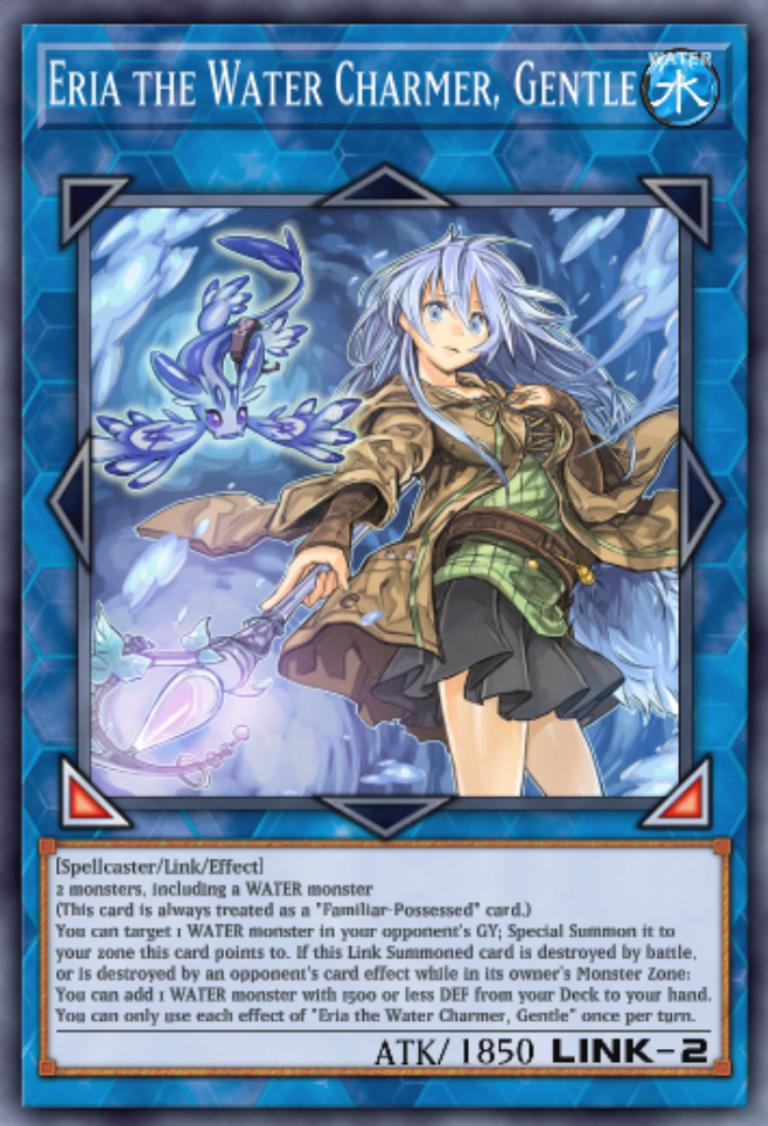 Eria the Water Charmer, Gentle
WATER
水
[Spellcaster/Link/Effect]
2 monsters, including a WATER monster
(This card is always treated as a "Familiar-Possessed" card.)
You can target 1 WATER monster in your opponent's GY; Special Summon it to
your zone this card points to. If this Link Summoned card is destroyed by battle,
or is destroyed by an opponent's card effect while in its owner's Monster Zone:
You can add 1 WATER monster with 1500 or less DEF from your Deck to your hand.
You can only use each effect of "Eria the Water Charmer, Gentle" once per turn.
ATK/ 1850 LINK-2